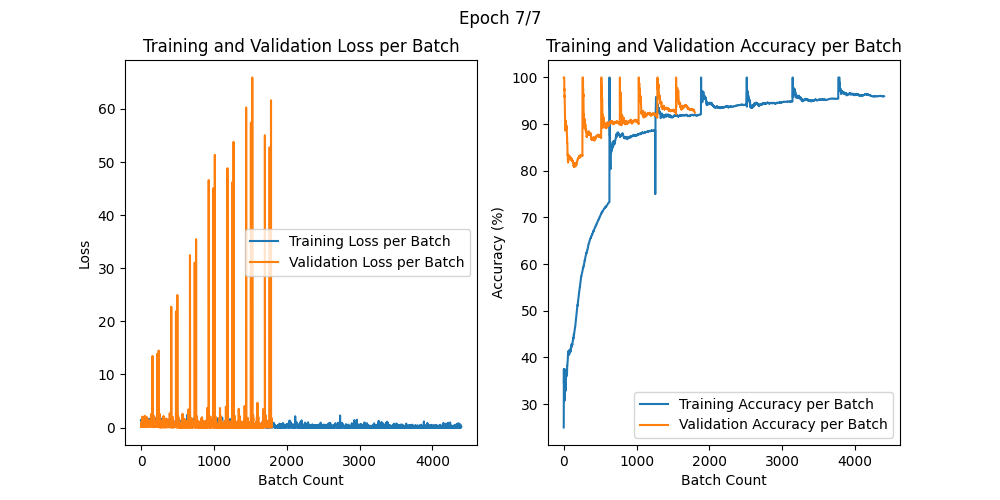 Epoch 7/7
Training and Validation Loss per Batch
Loss
60
50
40
30
20
10
0
Training Loss per Batch
Validation Loss per Batch
0 1000 2000 3000 4000
Batch Count
Training and Validation Accuracy per Batch
Accuracy (%)
100
90
80
70
60
50
40
30
Training Accuracy per Batch
Validation Accuracy per Batch
0 1000 2000 3000 4000
Batch Count